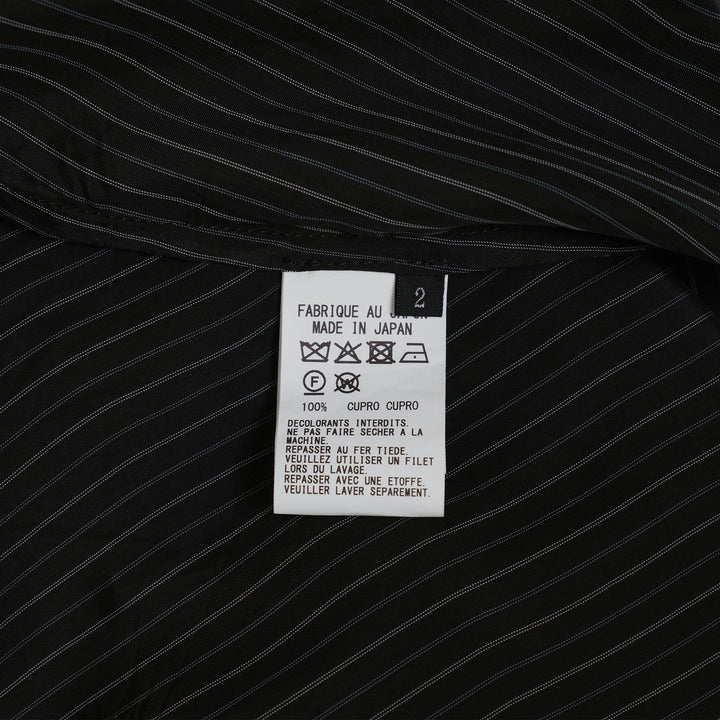 2
FABRIQUE AU JAPON
MADE IN JAPAN
F W
100% CUPRO CUPRO
DECOLORANTS INTERDITS.
NE PAS FAIRE SECHER A LA
MACHINE.
REPASSER AU FER TIEDE.
VEUILLEZ UTILISER UN FILET
LORS DU LAVAGE.
REPASSER AVEC UNE ETOFFE.
VEUILLER LAVER SEPAREMENT.